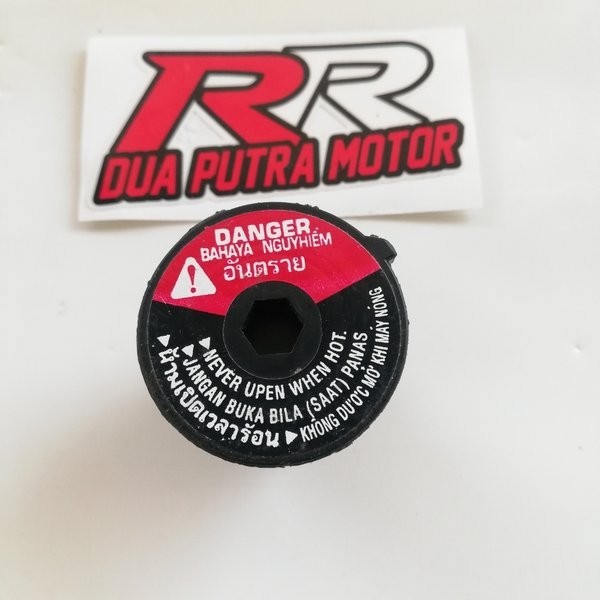 RR
DUA PUTRA MOTOR
DANGER
BAHAYA NGUYHIẺM
อันตราย
▶NEVER UPEN WHEN HOT.
▶JANGAN BUKA BILA (SAAT) PANAS
▶ห้ามเปิดเวลาร้อน
▶KHÔNG DƯỢC MỞ KHI MÁY NÓNG